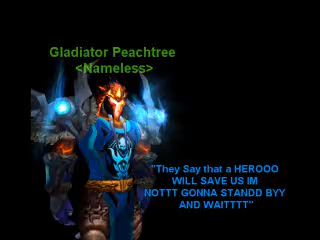 Gladiator Peachtree
<Nameless>
"They Say that a HEROOO
WILL SAVE US IM
NOTTT GONNA STANDD BYY
AND WAITTTT"